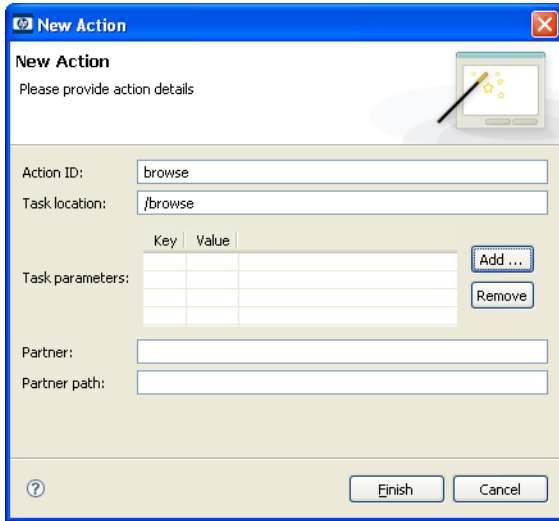 New Action
New Action
Please provide action details
Action ID: browse
Task location: /browse
Key Value
Task parameters:
Add ...
Remove
Partner:
Partner path:
Finish Cancel